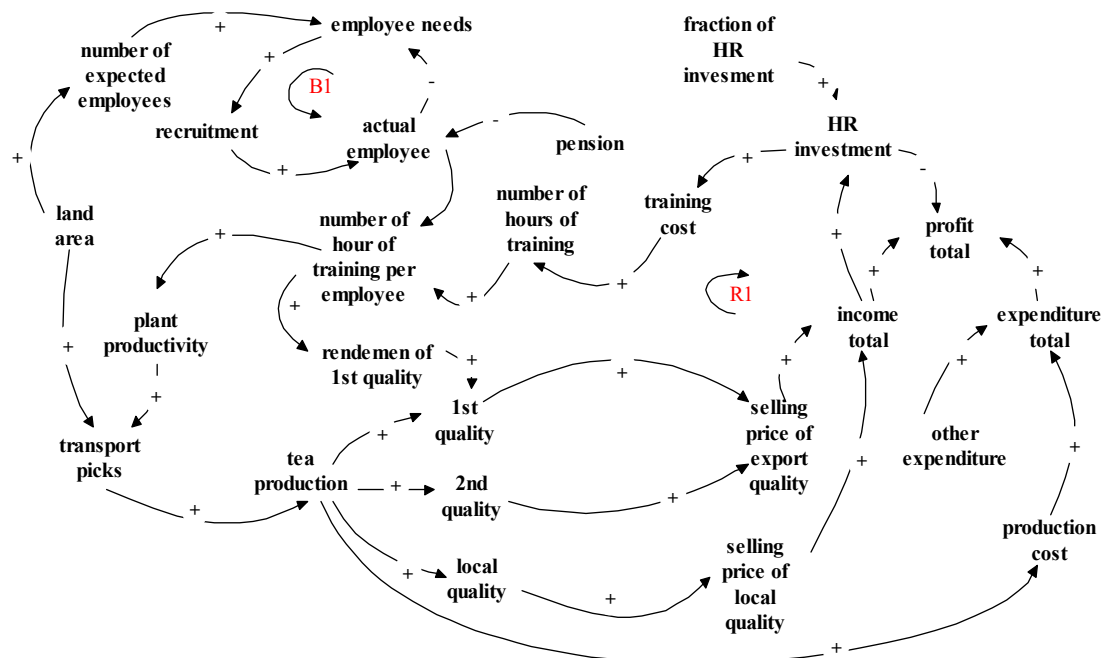 employee needs
+
number of
expected
employees
+
B1
-
recruitment
actual
employee
+
-
pension
fraction of
HR
invesment
+
HR
investment
+
-
+
land
area
+
number of
hour of
training per
employee
number of
hours of
training
training
cost
+
profit
total
+
+
+
+
R1
+
plant
productivity
+
+
rendemen of
1st quality
+
+
income
total
expenditure
total
+
+
1st
quality
selling
price of
export
quality
other
expenditure
+
transport
picks
tea
production
+
+
2nd
quality
+
+
+
production
cost
local
quality
+
+
selling
price of
local
quality
+